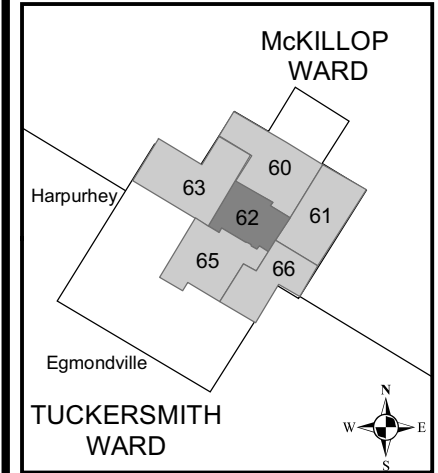 McKILLOP
WARD
60
63
61
Harpurhey
62
65
66
Egmondville
TUCKERSMITH
WARD
N
W
E
S